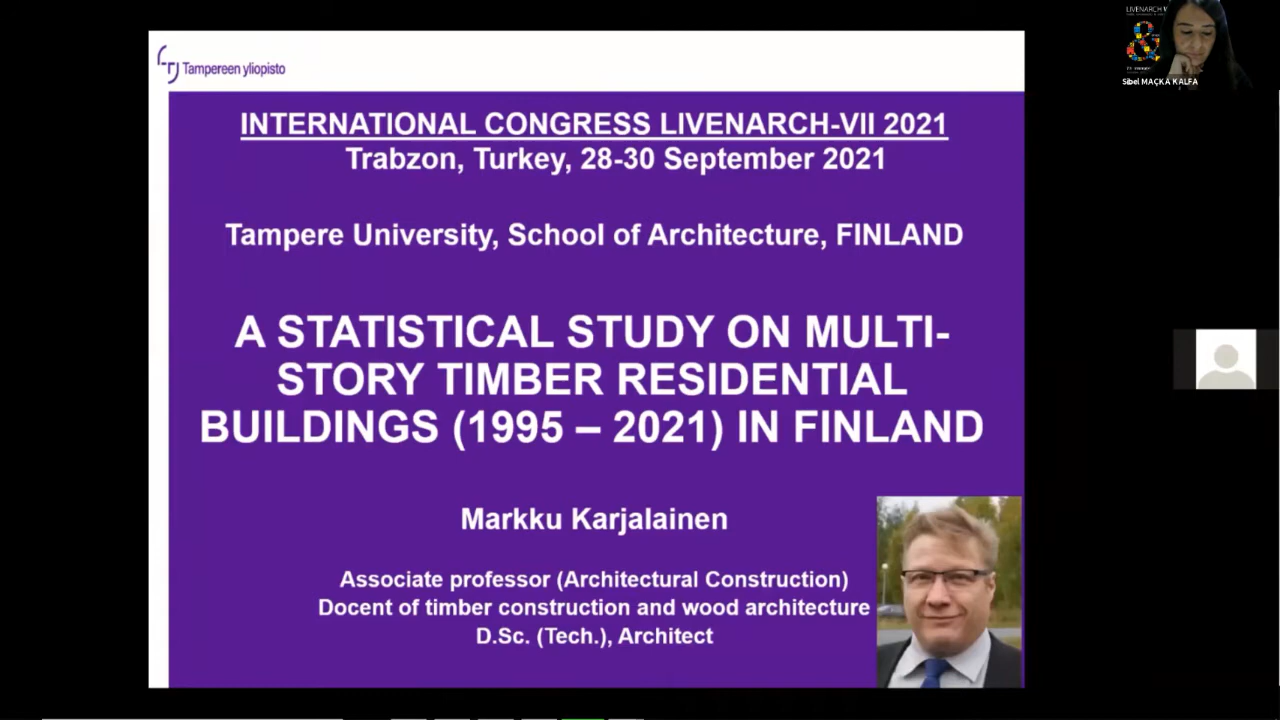 Tampereen yliopisto
INTERNATIONAL CONGRESS LIVENARCH-VII 2021
Trabzon, Turkey, 28-30 September 2021
Tampere University, School of Architecture, FINLAND
A STATISTICAL STUDY ON MULTI-
STORY TIMBER RESIDENTIAL
BUILDINGS (1995 – 2021) IN FINLAND
Markku Karjalainen
Associate professor (Architectural Construction)
Docent of timber construction and wood architecture
D.Sc. (Tech.), Architect
LIVENARCH
&
Sibel MAÇKA KALFA